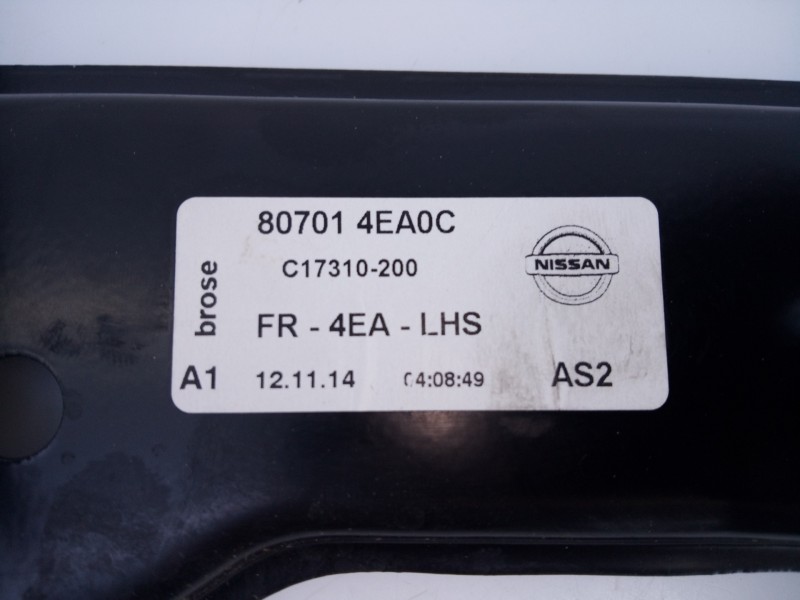 80701 4EA0C
C17310-200
NISSAN
brose
FR - 4EA - LHS
A1 12.11.14 04:08:49 AS2